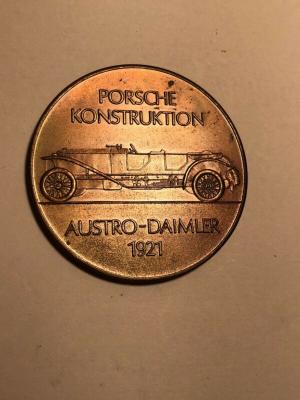 PORSCHE
KONSTRUKTION
AUSTRO-DAIMLER
1921